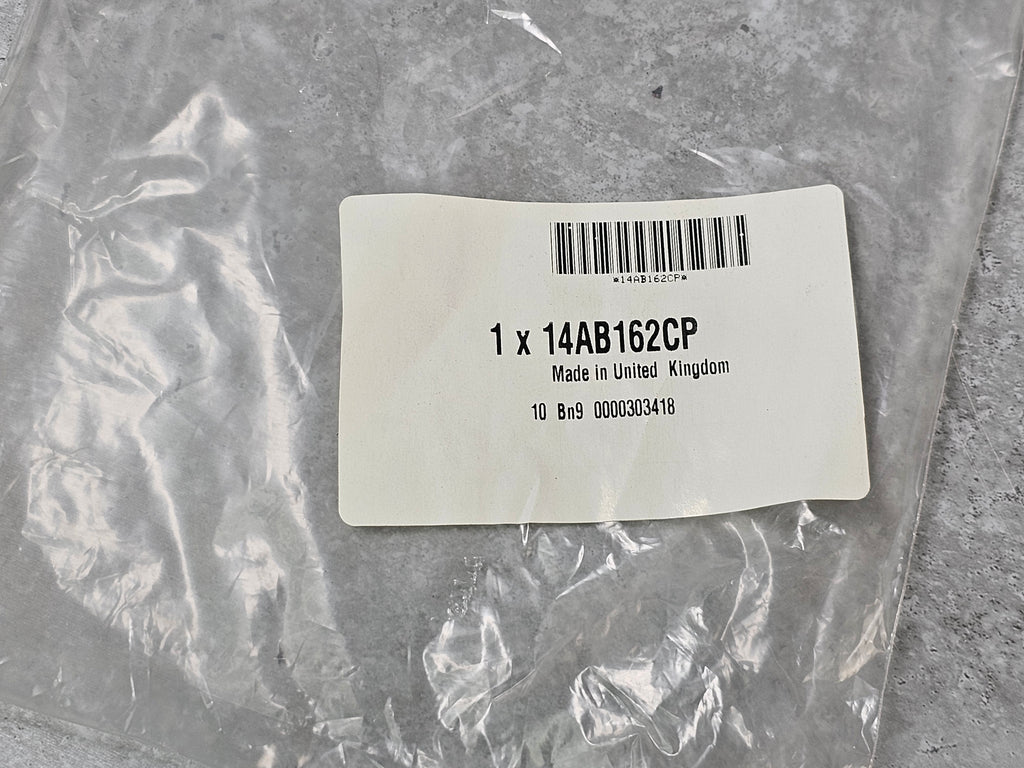 *14AB162CP*
1 x 14AB162CP
Made in United Kingdom
10 Bn9 0000303418